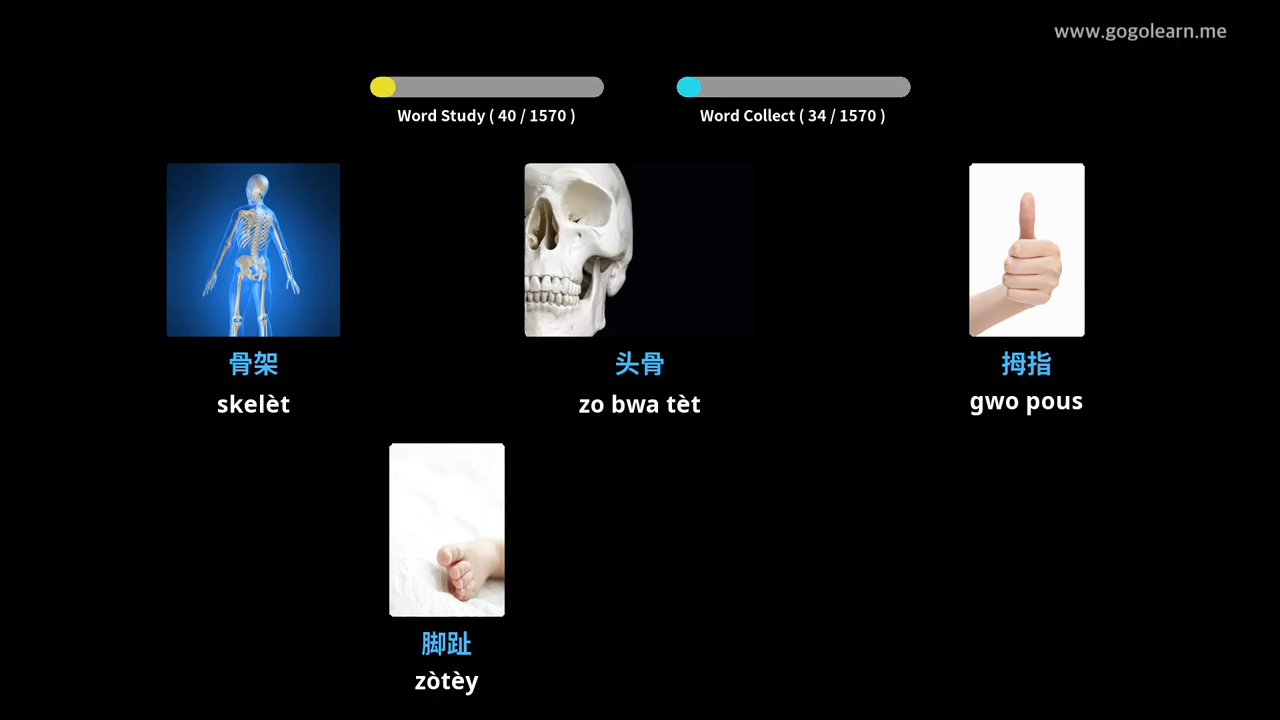 www.gogolearn.me
Word Study ( 40 / 1570 )
Word Collect ( 34 / 1570 )
骨架
skelèt
头骨
zo bwa tèt
拇指
gwo pous
脚趾
zòtèy